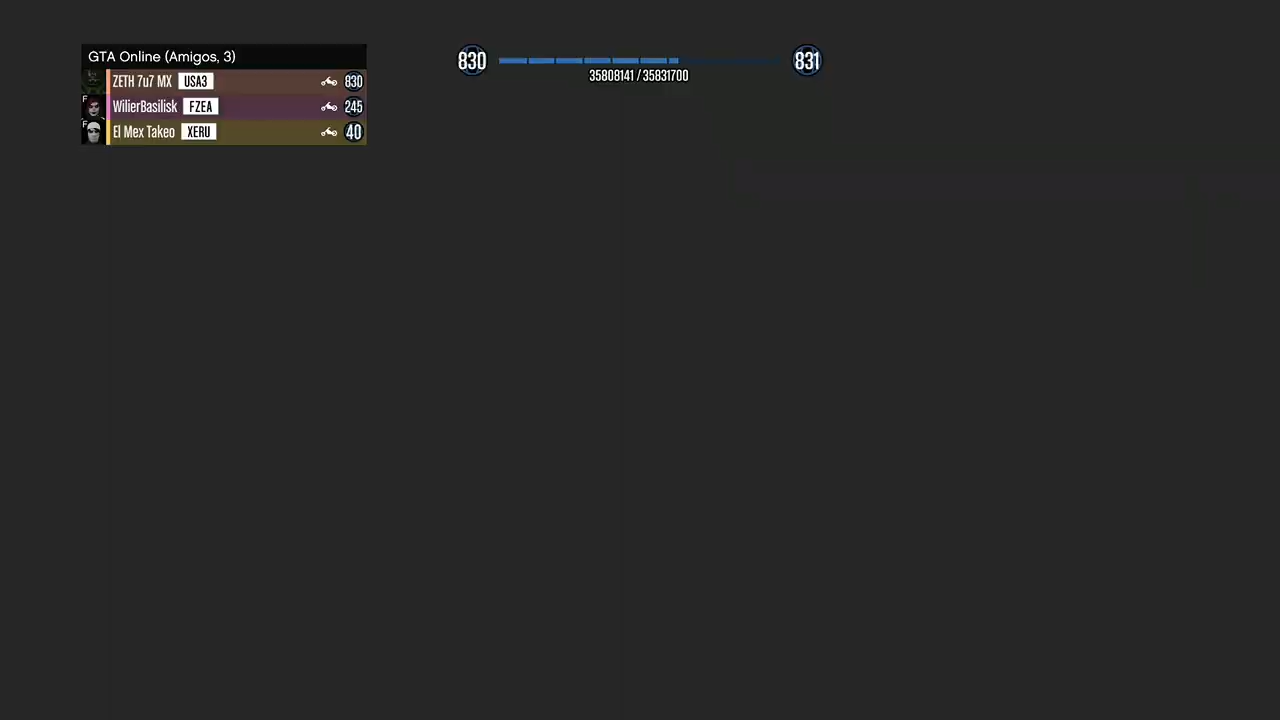 GTA Online (Amigos, 3)
ZETH 7u7 MX USA3 830
WilierBasilisk FZEA 245
El Mex Takeo XERU 40
830 831
35808141 / 35831700